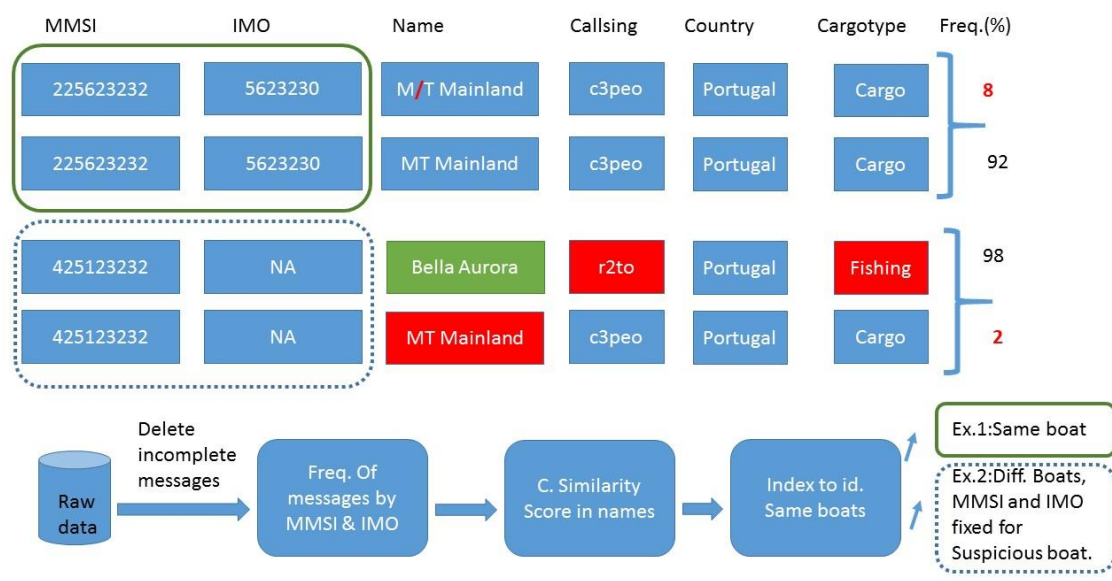 MMSI IMO Name Callsing Country Cargotype Freq.(%)
225623232 5623230 M/T Mainland c3peo Portugal Cargo 8
225623232 5623230 MT Mainland c3peo Portugal Cargo 92
425123232 NA Bella Aurora r2to Portugal Fishing 98
425123232 NA MT Mainland c3peo Portugal Cargo 2
Raw
data
Delete
incomplete
messages
Freq. Of
messages by
MMSI & IMO
C. Similarity
Score in names
Index to id.
Same boats
Ex.1:Same boat
Ex.2:Diff. Boats,
MMSI and IMO
fixed for
Suspicious boat.